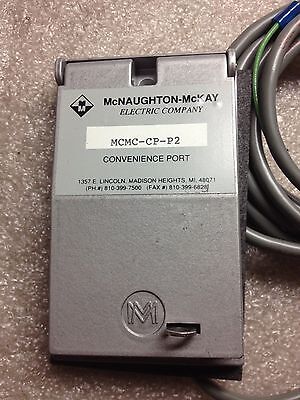 M
McNAUGHTON-McKAY
ELECTRIC COMPANY
MCMC-CP-P2
CONVENIENCE PORT
1357 E. LINCOLN, MADISON HEIGHTS, MI. 48071
(PH.#) 810-399-7500 (FAX #) 810-399-6828
M